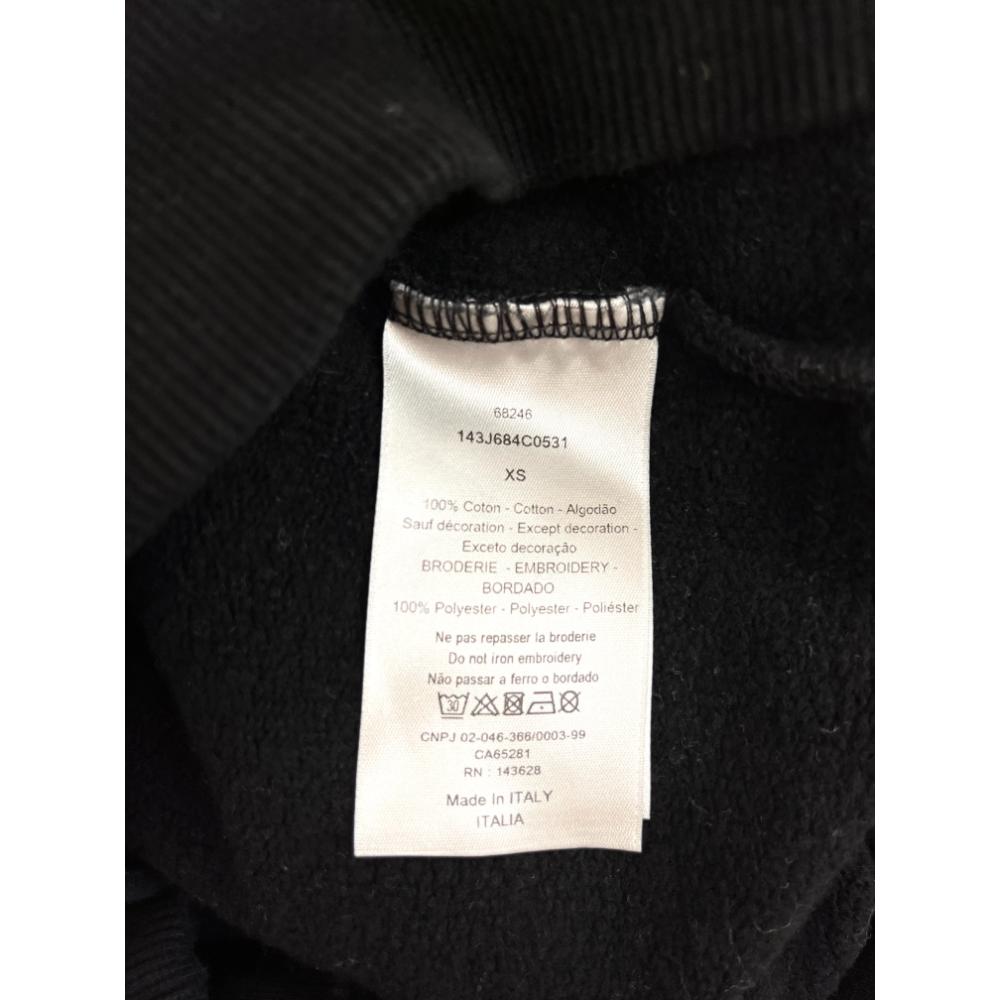 68246
143J684C0531
XS
100% Coton - Cotton - Algodão
Sauf décoration - Except decoration -
Exceto decoração
BRODERIE - EMBROIDERY -
BORDADO
100% Polyester - Polyester - Poliéster
Ne pas repasser la broderie
Do not iron embroidery
Não passar a ferro o bordado
30
CNPJ 02-046-366/0003-99
CA65281
RN : 143628
Made In ITALY
ITALIA